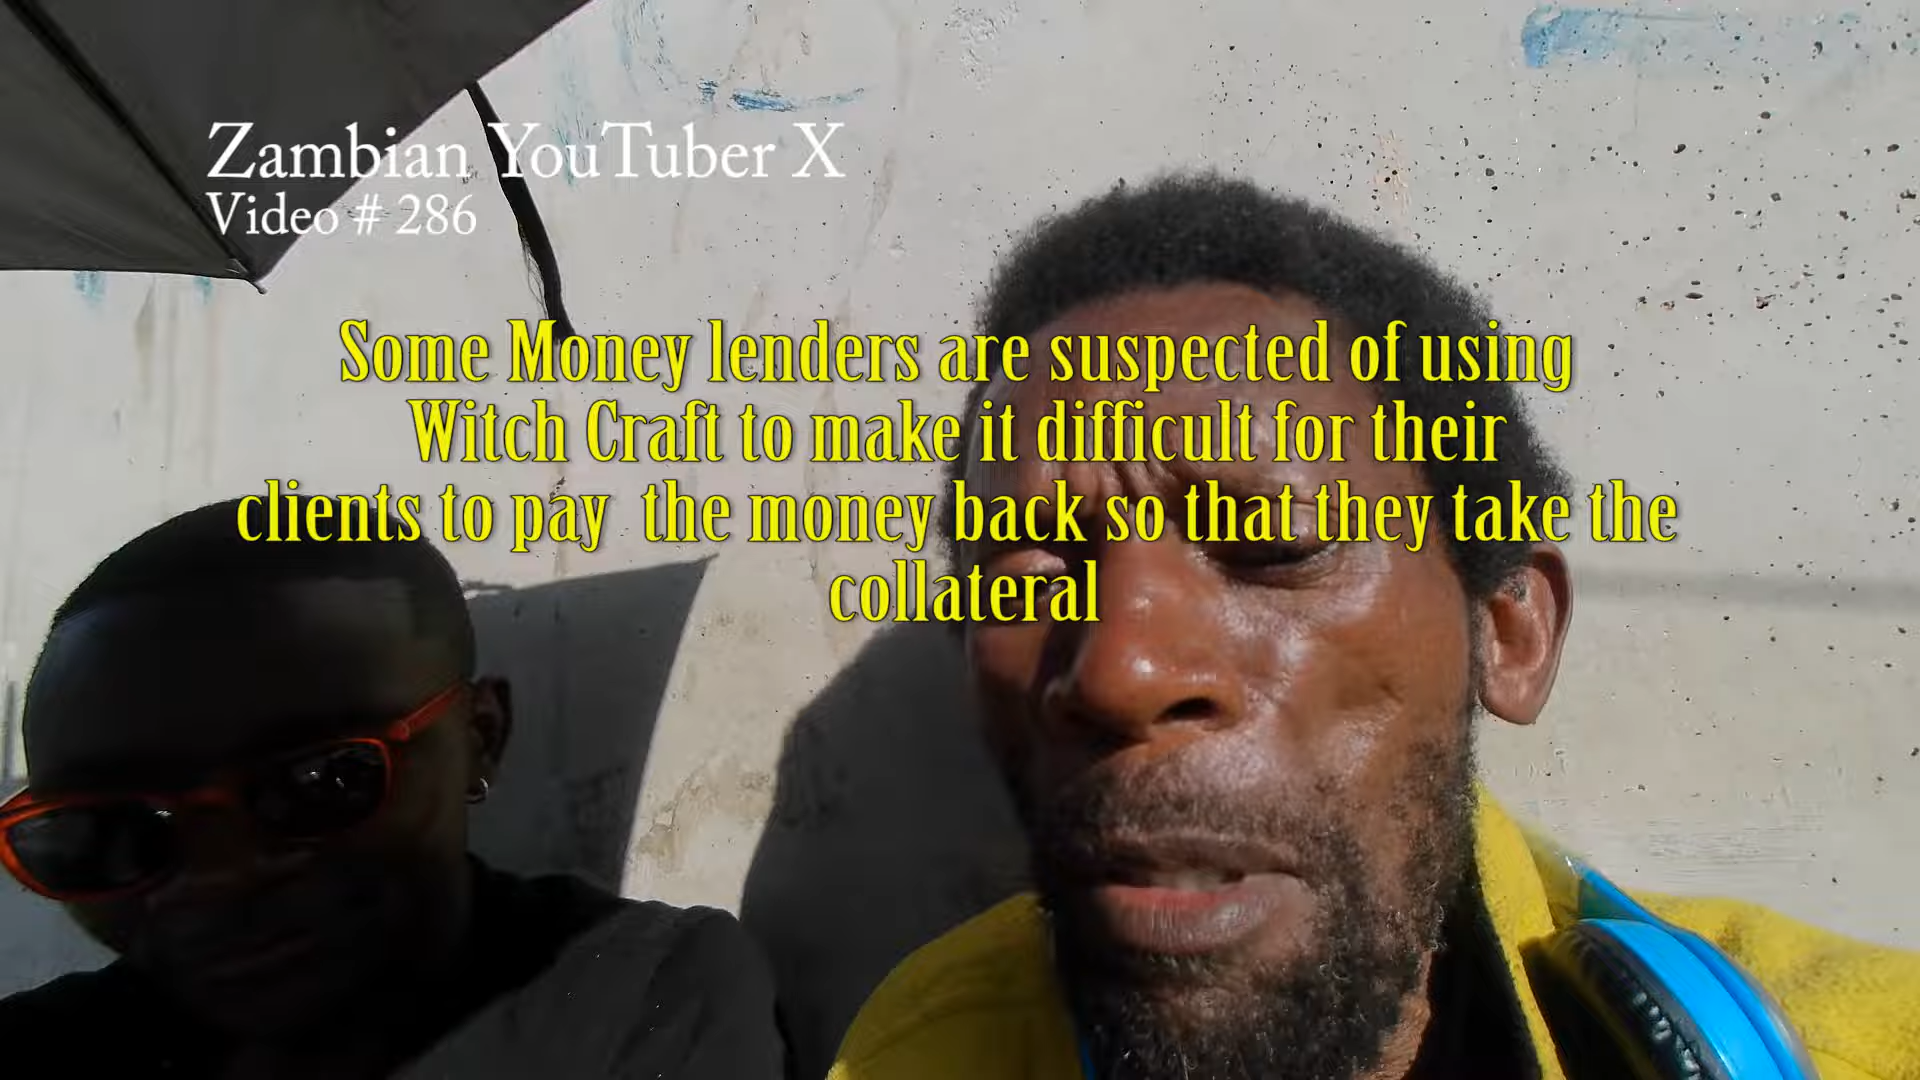 Zambian YouTuber X
Video # 286
Some Money lenders are suspected of using
Witch Craft to make it difficult for their
clients to pay  the money back so that they take the
collateral